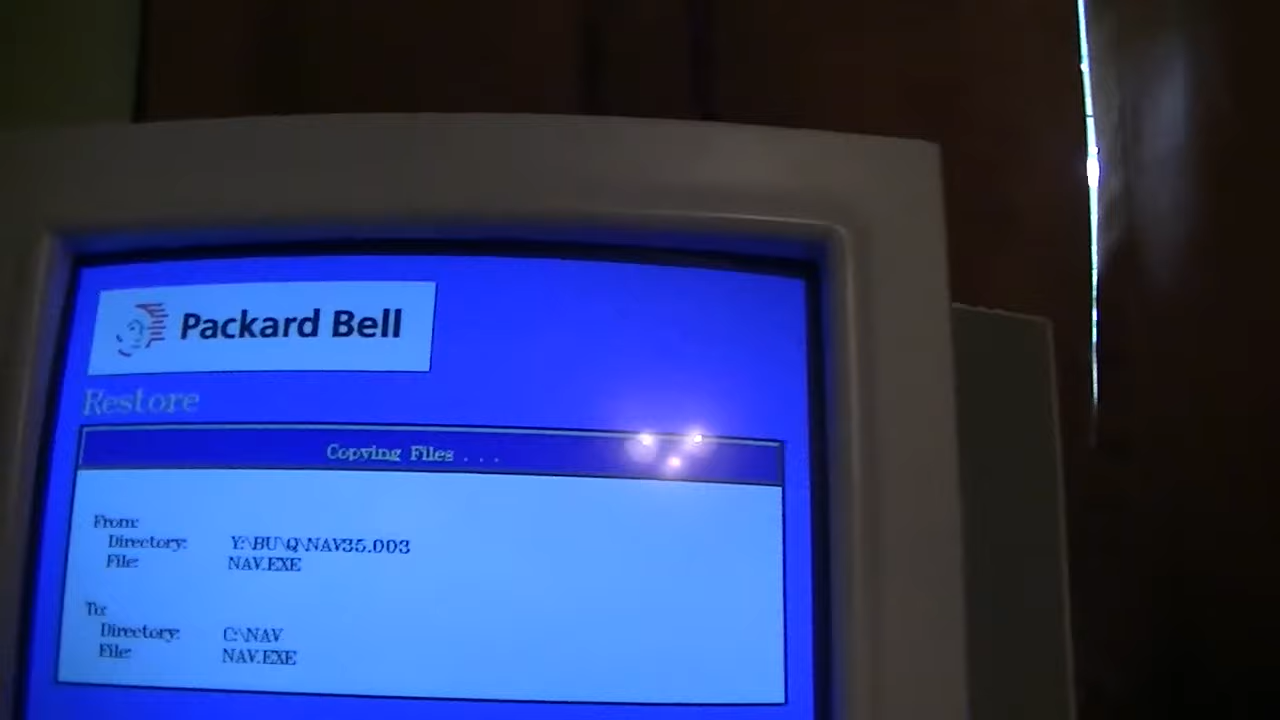 Packard Bell
Restore
Copying Files . . .
From:
Directory: Y:\BU\Q\NAV35.003
File: NAV.EXE
To:
Directory: C:\NAV
File: NAV.EXE